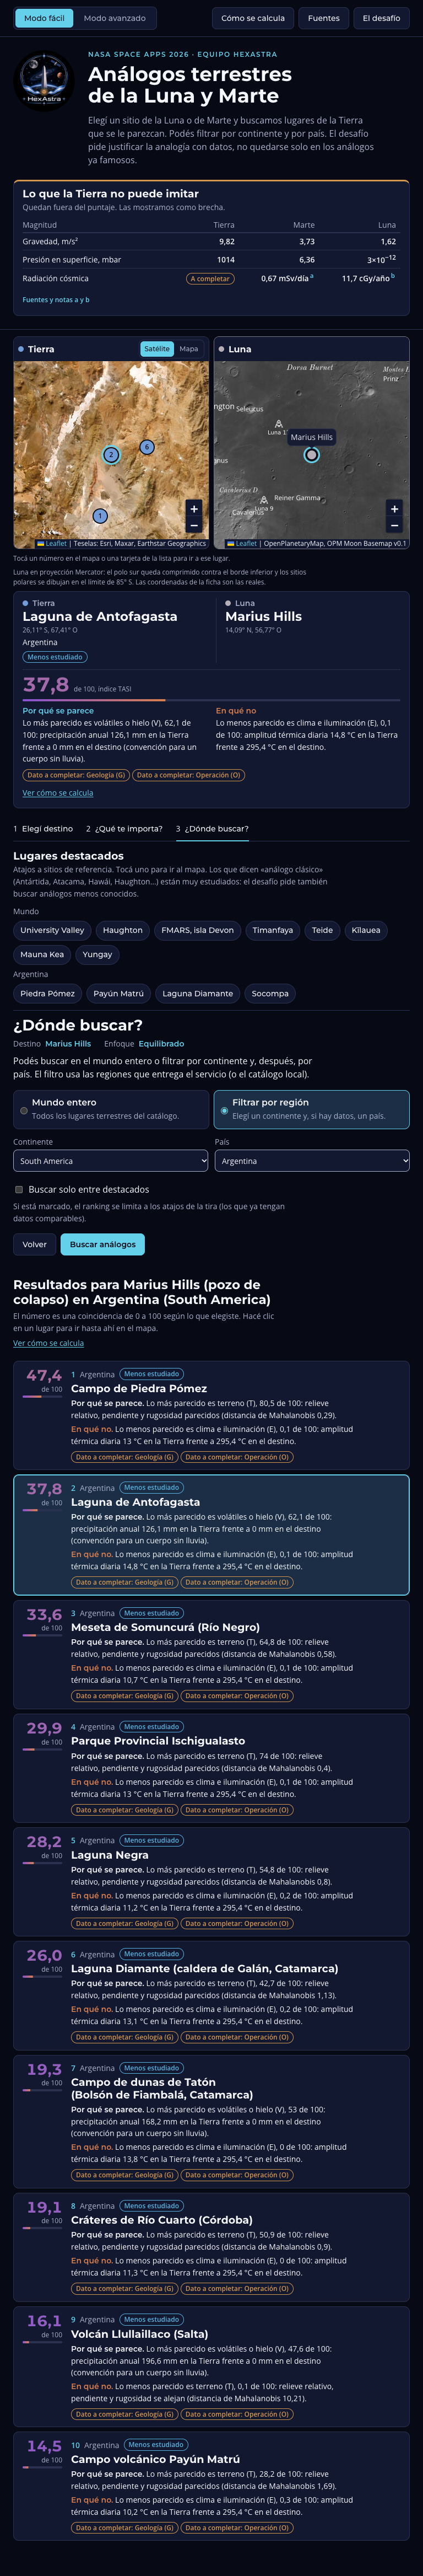 Modo fácil
Modo avanzado
Cómo se calcula
Fuentes
El desafío
HexAstra
NASA SPACE APPS 2026 · EQUIPO HEXASTRA
Análogos terrestres
de la Luna y Marte
Elegí un sitio de la Luna o de Marte y buscamos lugares de la Tierra
que se le parezcan. Podés filtrar por continente y por país. El desafío
pide justificar la analogía con datos, no quedarse solo en los análogos
ya famosos.
Lo que la Tierra no puede imitar
Quedan fuera del puntaje. Las mostramos como brecha.
Magnitud Tierra Marte Luna
Gravedad, m/s² 9,82 3,73 1,62
Presión en superficie, mbar 1014 6,36 3×10⁻¹²
Radiación cósmica A completar 0,67 mSv/día a 11,7 cGy/año b
Fuentes y notas a y b
Tierra
Satélite
Mapa
2
6
1
+
−
Leaflet | Teselas: Esri, Maxar, Earthstar Geographics
Luna
Dorsa Burnet
Prinz
Seleucus
Luna 1
Marius Hills
Reiner Gamma
Luna 9
Cavalerius
+
−
Leaflet | OpenPlanetaryMap, OPM Moon Basemap v0.1
Tocá un número en el mapa o una tarjeta de la lista para ir a ese lugar.
Luna en proyección Mercator: el polo sur queda comprimido contra el borde inferior y los sitios
polares se dibujan en el límite de 85° S. Las coordenadas de la ficha son las reales.
Tierra
Laguna de Antofagasta
26,11° S, 67,41° O
Argentina
Menos estudiado
Luna
Marius Hills
14,09° N, 56,77° O
37,8 de 100, índice TASI
Por qué se parece
Lo más parecido es volátiles o hielo (V), 62,1 de
100: precipitación anual 126,1 mm en la Tierra
frente a 0 mm en el destino (convención para un
cuerpo sin lluvia).
En qué no
Lo menos parecido es clima e iluminación (E), 0,1
de 100: amplitud térmica diaria 14,8 °C en la Tierra
frente a 295,4 °C en el destino.
Dato a completar: Geología (G)
Dato a completar: Operación (O)
Ver cómo se calcula
1 Elegí destino
2 ¿Qué te importa?
3 ¿Dónde buscar?
Lugares destacados
Atajos a sitios de referencia. Tocá uno para ir al mapa. Los que dicen «análogo clásico»
(Antártida, Atacama, Hawái, Haughton...) están muy estudiados: el desafío pide también
buscar análogos menos conocidos.
Mundo
University Valley
Haughton
FMARS, isla Devon
Timanfaya
Teide
Kīlauea
Mauna Kea
Yungay
Argentina
Piedra Pómez
Payún Matrú
Laguna Diamante
Socompa
¿Dónde buscar?
Destino Marius Hills Enfoque Equilibrado
Podés buscar en el mundo entero o filtrar por continente y, después, por
país. El filtro usa las regiones que entrega el servicio (o el catálogo local).
Mundo entero
Todos los lugares terrestres del catálogo.
Filtrar por región
Elegí un continente y, si hay datos, un país.
Continente
South America
País
Argentina
Buscar solo entre destacados
Si está marcado, el ranking se limita a los atajos de la tira (los que ya tengan
datos comparables).
Volver
Buscar análogos
Resultados para Marius Hills (pozo de
colapso) en Argentina (South America)
El número es una coincidencia de 0 a 100 según lo que elegiste. Hacé clic
en un lugar para ir hasta ahí en el mapa.
Ver cómo se calcula
47,4
de 100
1 Argentina Menos estudiado
Campo de Piedra Pómez
Por qué se parece. Lo más parecido es terreno (T), 80,5 de 100: relieve
relativo, pendiente y rugosidad parecidos (distancia de Mahalanobis 0,29).
En qué no. Lo menos parecido es clima e iluminación (E), 0,1 de 100: amplitud
térmica diaria 13 °C en la Tierra frente a 295,4 °C en el destino.
Dato a completar: Geología (G) Dato a completar: Operación (O)
37,8
de 100
2 Argentina Menos estudiado
Laguna de Antofagasta
Por qué se parece. Lo más parecido es volátiles o hielo (V), 62,1 de 100:
precipitación anual 126,1 mm en la Tierra frente a 0 mm en el destino
(convención para un cuerpo sin lluvia).
En qué no. Lo menos parecido es clima e iluminación (E), 0,1 de 100: amplitud
térmica diaria 14,8 °C en la Tierra frente a 295,4 °C en el destino.
Dato a completar: Geología (G) Dato a completar: Operación (O)
33,6
de 100
3 Argentina Menos estudiado
Meseta de Somuncurá (Río Negro)
Por qué se parece. Lo más parecido es terreno (T), 64,8 de 100: relieve
relativo, pendiente y rugosidad parecidos (distancia de Mahalanobis 0,58).
En qué no. Lo menos parecido es clima e iluminación (E), 0,1 de 100: amplitud
térmica diaria 10,7 °C en la Tierra frente a 295,4 °C en el destino.
Dato a completar: Geología (G) Dato a completar: Operación (O)
29,9
de 100
4 Argentina Menos estudiado
Parque Provincial Ischigualasto
Por qué se parece. Lo más parecido es terreno (T), 74 de 100: relieve
relativo, pendiente y rugosidad parecidos (distancia de Mahalanobis 0,4).
En qué no. Lo menos parecido es clima e iluminación (E), 0,1 de 100: amplitud
térmica diaria 13 °C en la Tierra frente a 295,4 °C en el destino.
Dato a completar: Geología (G) Dato a completar: Operación (O)
28,2
de 100
5 Argentina Menos estudiado
Laguna Negra
Por qué se parece. Lo más parecido es terreno (T), 54,8 de 100: relieve
relativo, pendiente y rugosidad parecidos (distancia de Mahalanobis 0,8).
En qué no. Lo menos parecido es clima e iluminación (E), 0,2 de 100: amplitud
térmica diaria 11,2 °C en la Tierra frente a 295,4 °C en el destino.
Dato a completar: Geología (G) Dato a completar: Operación (O)
26,0
de 100
6 Argentina Menos estudiado
Laguna Diamante (caldera de Galán, Catamarca)
Por qué se parece. Lo más parecido es terreno (T), 42,7 de 100: relieve
relativo, pendiente y rugosidad parecidos (distancia de Mahalanobis 1,13).
En qué no. Lo menos parecido es clima e iluminación (E), 0,2 de 100: amplitud
térmica diaria 13,1 °C en la Tierra frente a 295,4 °C en el destino.
Dato a completar: Geología (G) Dato a completar: Operación (O)
19,3
de 100
7 Argentina Menos estudiado
Campo de dunas de Tatón
(Bolsón de Fiambalá, Catamarca)
Por qué se parece. Lo más parecido es volátiles o hielo (V), 53 de 100:
precipitación anual 168,2 mm en la Tierra frente a 0 mm en el destino
(convención para un cuerpo sin lluvia).
En qué no. Lo menos parecido es clima e iluminación (E), 0 de 100: amplitud
térmica diaria 13,8 °C en la Tierra frente a 295,4 °C en el destino.
Dato a completar: Geología (G) Dato a completar: Operación (O)
19,1
de 100
8 Argentina Menos estudiado
Cráteres de Río Cuarto (Córdoba)
Por qué se parece. Lo más parecido es terreno (T), 50,9 de 100: relieve
relativo, pendiente y rugosidad parecidos (distancia de Mahalanobis 0,9).
En qué no. Lo menos parecido es clima e iluminación (E), 0 de 100: amplitud
térmica diaria 11,3 °C en la Tierra frente a 295,4 °C en el destino.
Dato a completar: Geología (G) Dato a completar: Operación (O)
16,1
de 100
9 Argentina Menos estudiado
Volcán Llullaillaco (Salta)
Por qué se parece. Lo más parecido es volátiles o hielo (V), 47,6 de 100:
precipitación anual 196,6 mm en la Tierra frente a 0 mm en el destino
(convención para un cuerpo sin lluvia).
En qué no. Lo menos parecido es terreno (T), 0,1 de 100: relieve relativo,
pendiente y rugosidad se alejan (distancia de Mahalanobis 10,21).
Dato a completar: Geología (G) Dato a completar: Operación (O)
14,5
de 100
10 Argentina Menos estudiado
Campo volcánico Payún Matrú
Por qué se parece. Lo más parecido es terreno (T), 28,2 de 100: relieve
relativo, pendiente y rugosidad parecidos (distancia de Mahalanobis 1,69).
En qué no. Lo menos parecido es clima e iluminación (E), 0,3 de 100: amplitud
térmica diaria 10,2 °C en la Tierra frente a 295,4 °C en el destino.
Dato a completar: Geología (G) Dato a completar: Operación (O)